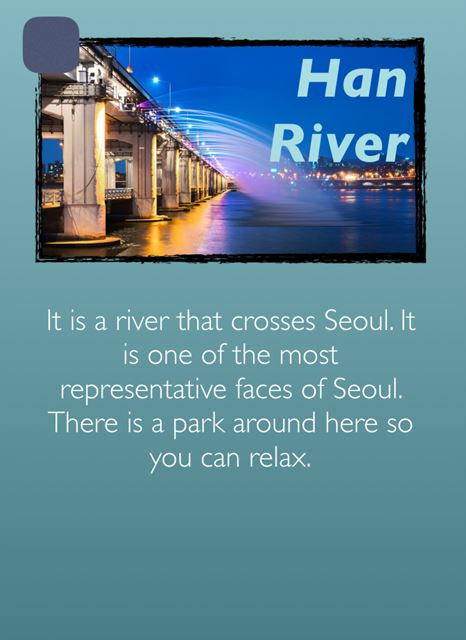 Han
River
It is a river that crosses Seoul. It
is one of the most
representative faces of Seoul.
There is a park around here so
you can relax.